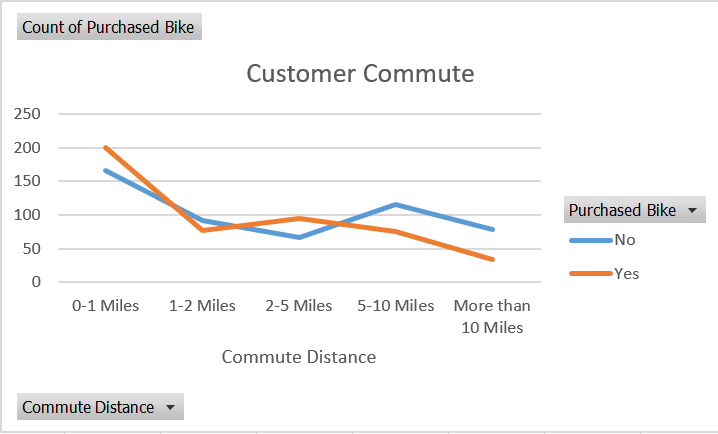 Count of Purchased Bike
Customer Commute
250
200
150
100
50
0
0-1 Miles
1-2 Miles
2-5 Miles
5-10 Miles
More than
10 Miles
Commute Distance
Purchased Bike
No
Yes
Commute Distance